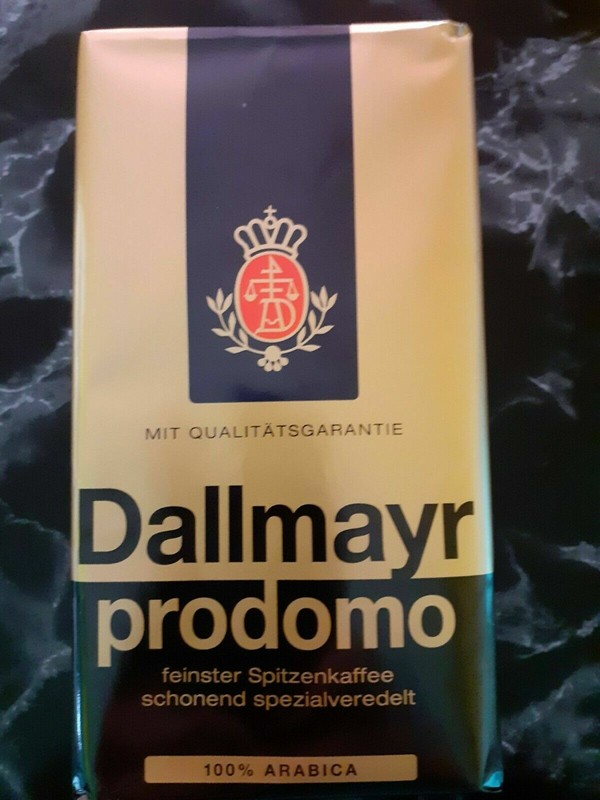 MIT QUALITÄTSGARANTIE
Dallmayr
prodomo
feinster Spitzenkaffee
schonend spezialveredelt
100% ARABICA